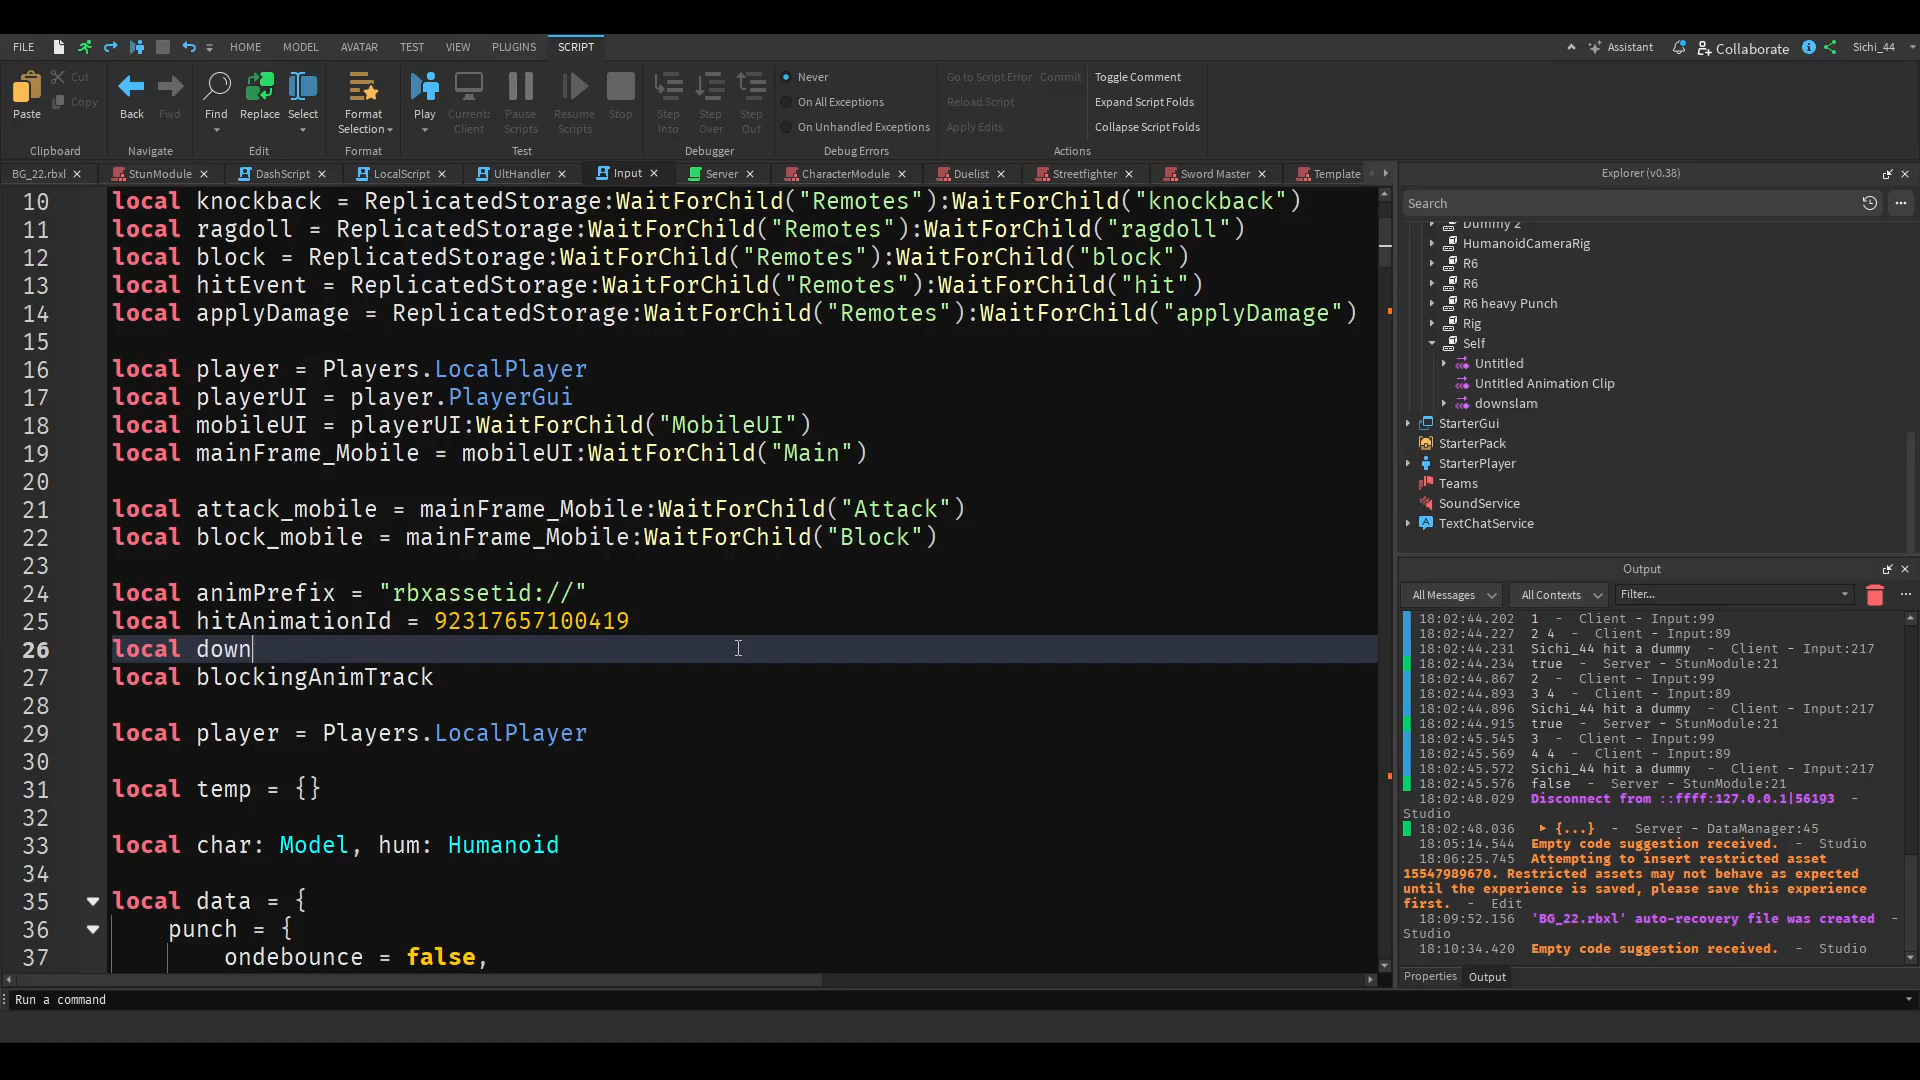 FILE HOME MODEL AVATAR TEST VIEW PLUGINS SCRIPT Assistant Collaborate Sichi_44
Paste Cut Copy Back Fwd Find Replace Select Format Selection Play Current: Client Pause Scripts Resume Scripts Stop Step Into Step Over Step Out
Never
On All Exceptions
On Unhandled Exceptions
Go to Script Error Commit
Reload Script
Apply Edits
Toggle Comment
Expand Script Folds
Collapse Script Folds
Clipboard Navigate Edit Format Test Debugger Debug Errors Actions
BG_22.rbxl StunModule DashScript LocalScript UltHandler Input Server CharacterModule Duelist Streetfighter Sword Master Template
10 local knockback = ReplicatedStorage:WaitForChild("Remotes"):WaitForChild("knockback")
11 local ragdoll = ReplicatedStorage:WaitForChild("Remotes"):WaitForChild("ragdoll")
12 local block = ReplicatedStorage:WaitForChild("Remotes"):WaitForChild("block")
13 local hitEvent = ReplicatedStorage:WaitForChild("Remotes"):WaitForChild("hit")
14 local applyDamage = ReplicatedStorage:WaitForChild("Remotes"):WaitForChild("applyDamage")
15
16 local player = Players.LocalPlayer
17 local playerUI = player.PlayerGui
18 local mobileUI = playerUI:WaitForChild("MobileUI")
19 local mainFrame_Mobile = mobileUI:WaitForChild("Main")
20
21 local attack_mobile = mainFrame_Mobile:WaitForChild("Attack")
22 local block_mobile = mainFrame_Mobile:WaitForChild("Block")
23
24 local animPrefix = "rbxassetid://"
25 local hitAnimationId = 92317657100419
26 local down
27 local blockingAnimTrack
28
29 local player = Players.LocalPlayer
30
31 local temp = {}
32
33 local char: Model, hum: Humanoid
34
35 local data = {
36 punch = {
37 ondebounce = false,
Explorer (v0.38)
Search
Dummy 2
HumanoidCameraRig
R6
R6
R6 heavy Punch
Rig
Self
Untitled
Untitled Animation Clip
downslam
StarterGui
StarterPack
StarterPlayer
Teams
SoundService
TextChatService
Output
All Messages All Contexts Filter...
18:02:44.202 1 - Client - Input:99
18:02:44.227 2 4 - Client - Input:89
18:02:44.231 Sichi_44 hit a dummy - Client - Input:217
18:02:44.234 true - Server - StunModule:21
18:02:44.867 2 - Client - Input:99
18:02:44.893 3 4 - Client - Input:89
18:02:44.896 Sichi_44 hit a dummy - Client - Input:217
18:02:44.915 true - Server - StunModule:21
18:02:45.545 3 - Client - Input:99
18:02:45.569 4 4 - Client - Input:89
18:02:45.572 Sichi_44 hit a dummy - Client - Input:217
18:02:45.576 false - Server - StunModule:21
18:02:48.029 Disconnect from ::ffff:127.0.0.1|56193 -
Studio
18:02:48.036 {...} - Server - DataManager:45
18:05:14.544 Empty code suggestion received. - Studio
18:06:25.745 Attempting to insert restricted asset
15547989670. Restricted assets may not behave as expected
until the experience is saved, please save this experience
first. - Edit
18:09:52.156 'BG_22.rbxl' auto-recovery file was created -
Studio
18:10:34.420 Empty code suggestion received. - Studio
Properties Output
Run a command